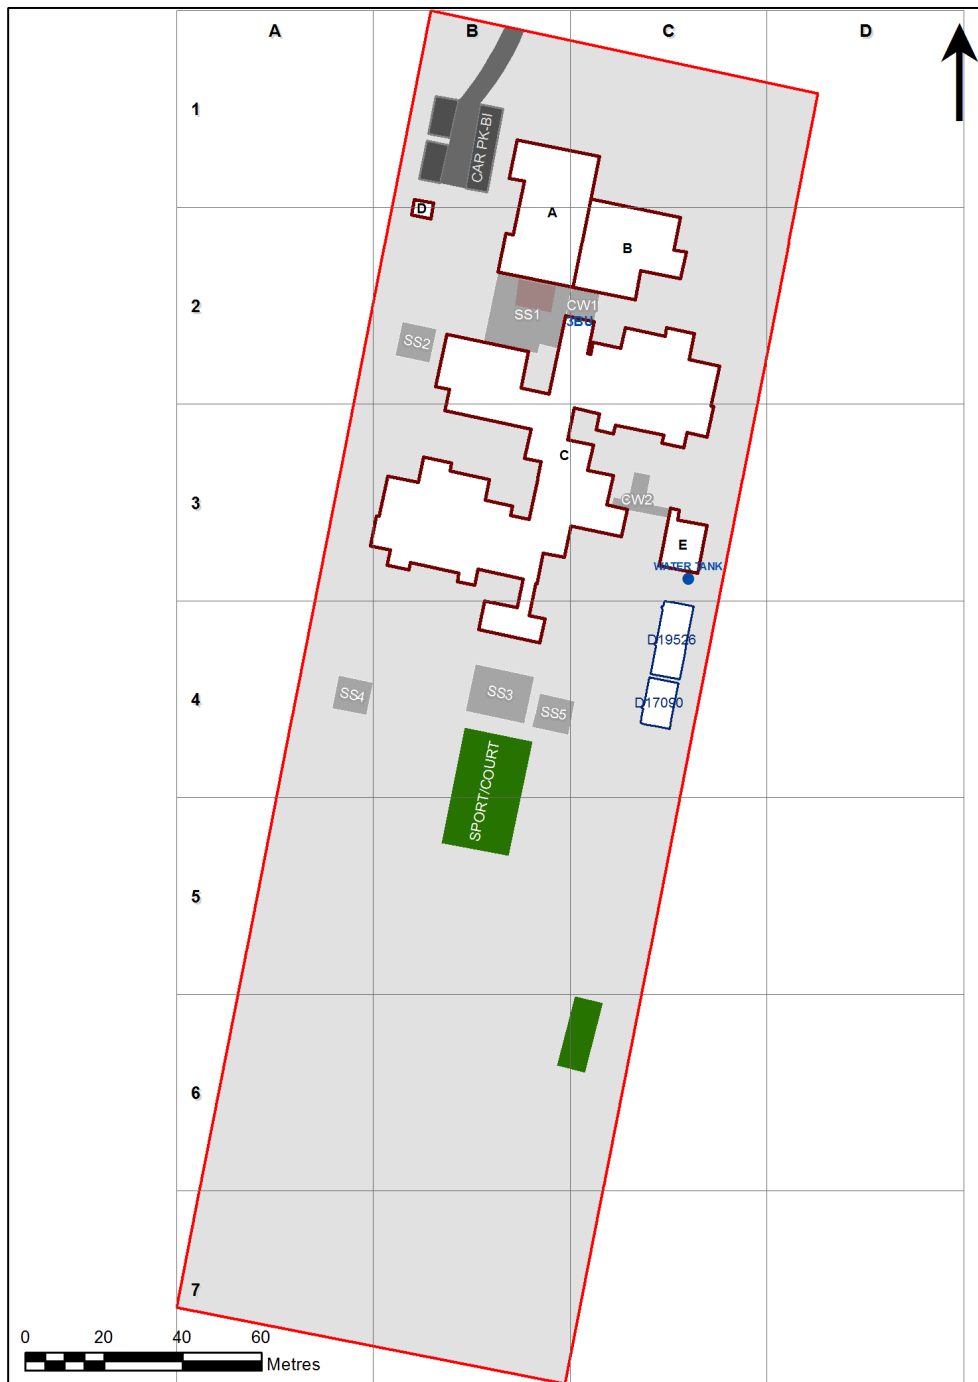 A B C D
1
CAR PK-BI
D
A
B
2
CW1
SS1
3BU
SS2
C
3
CW2
E
WATER TANK
D19526
4
SS4
SS3
SS5
D17090
SPORT/COURT
5
6
7
0 20 40 60
Metres